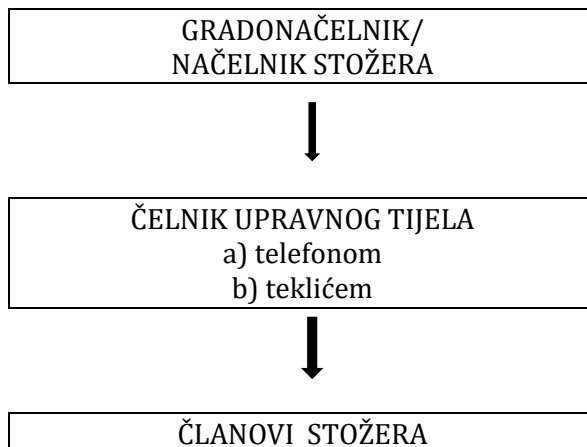 GRADONAČELNIK/
NAČELNIK STOŽERA
ČELNIK UPRAVNOG TIJELA
a) telefonom
b) teklićem
ČLANOVI STOŽERA